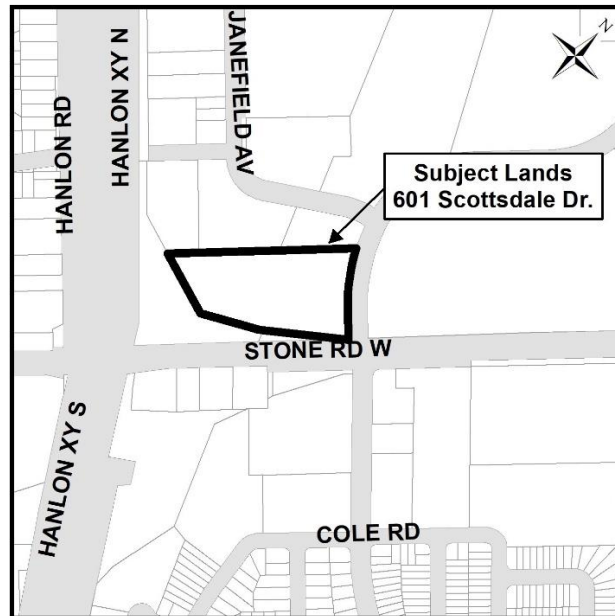 N
JANEFIELD AV
HANLON XY N
HANLON RD
Subject Lands
601 Scottsdale Dr.
STONE RD W
HANLON XY S
COLE RD